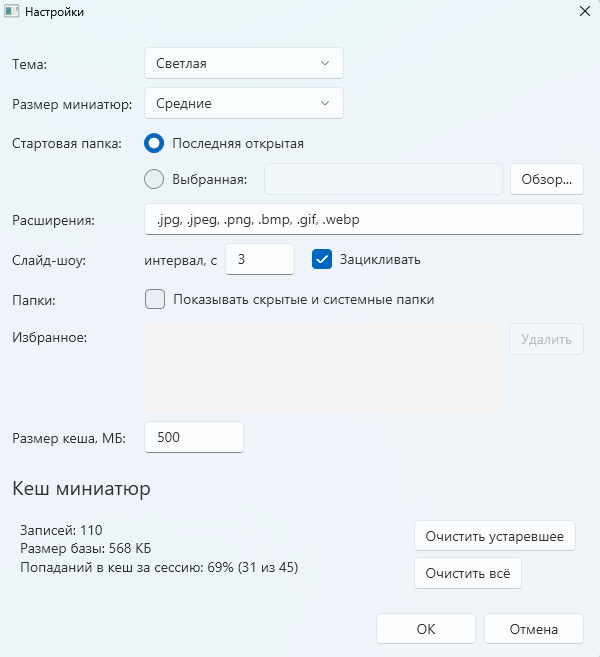 Настройки
Тема: Светлая
Размер миниатюр: Средние
Стартовая папка: Последняя открытая
Выбранная: Обзор...
Расширения: .jpg, .jpeg, .png, .bmp, .gif, .webp
Слайд-шоу: интервал, с 3 Зацикливать
Папки: Показывать скрытые и системные папки
Избранное: Удалить
Размер кеша, МБ: 500
Кеш миниатюр
Записей: 110
Размер базы: 568 КБ
Попаданий в кеш за сессию: 69% (31 из 45)
Очистить устаревшее
Очистить всё
ОК Отмена